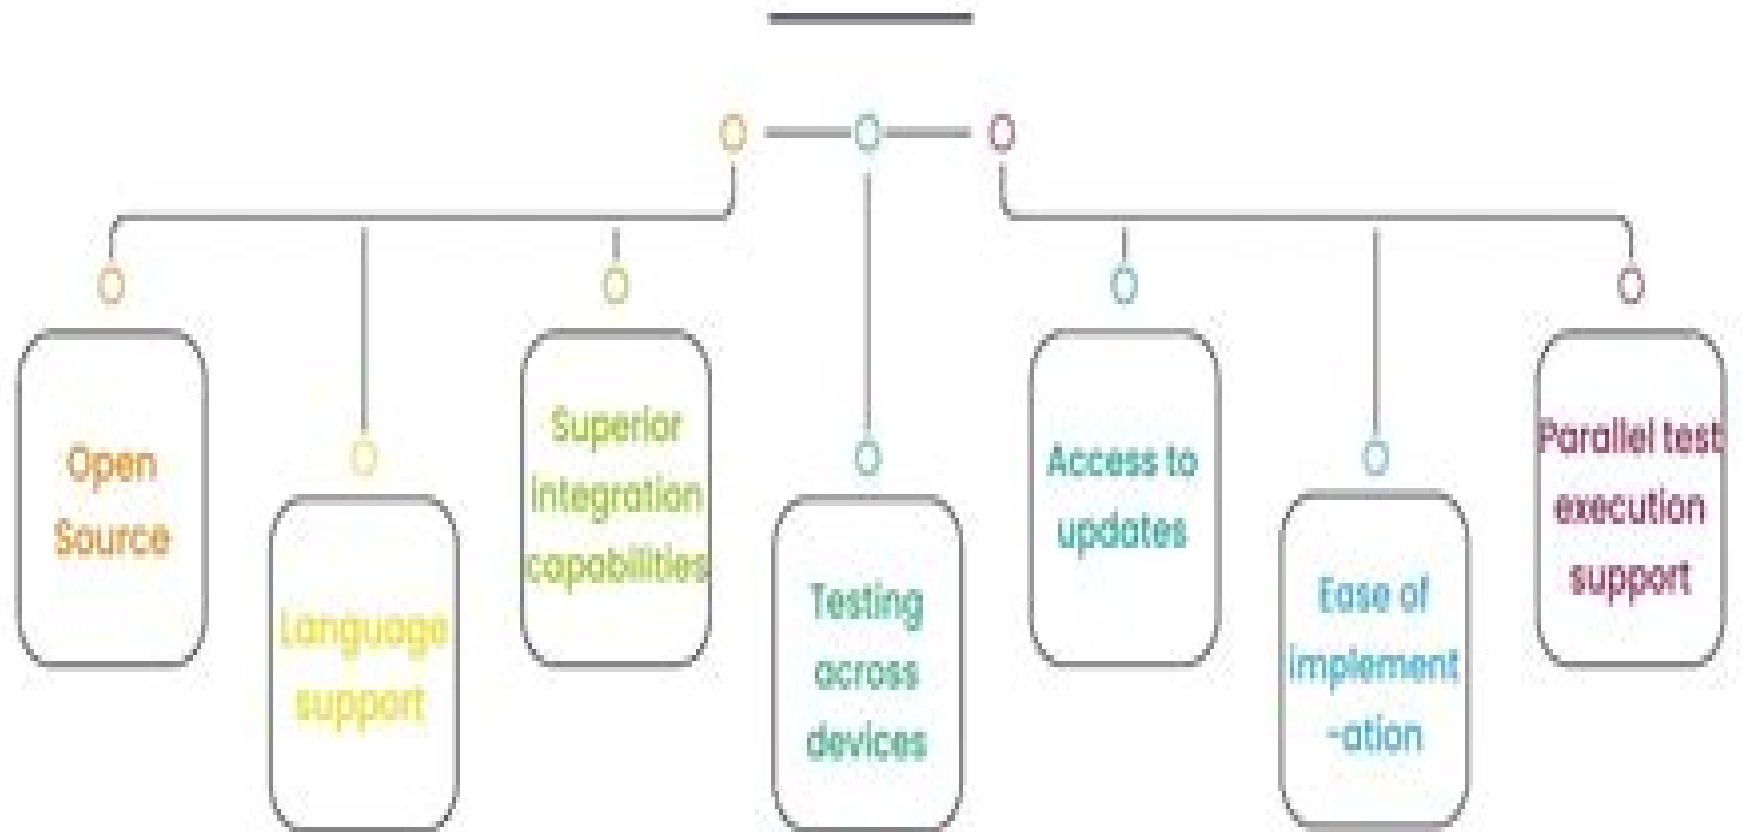 Open
Source
Language
support
Superior
integration
capabilities
Testing
across
devices
Access to
updates
Ease of
implement
-ation
Parallel test
execution
support